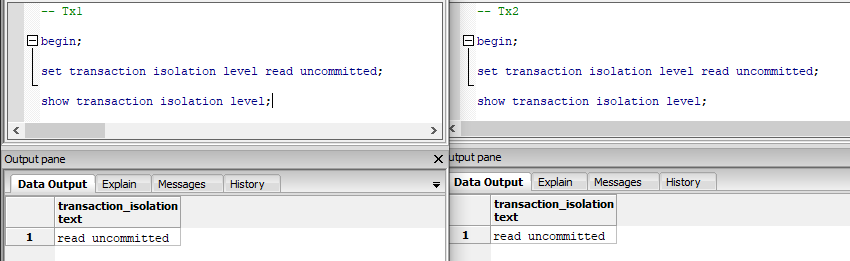 -- Tx1
begin;
set transaction isolation level read uncommitted;
show transaction isolation level;
Output pane
Data Output Explain Messages History
transaction_isolation
text
1 read uncommitted
-- Tx2
begin;
set transaction isolation level read uncommitted;
show transaction isolation level;
utput pane
Data Output Explain Messages History
transaction_isolation
text
1 read uncommitted